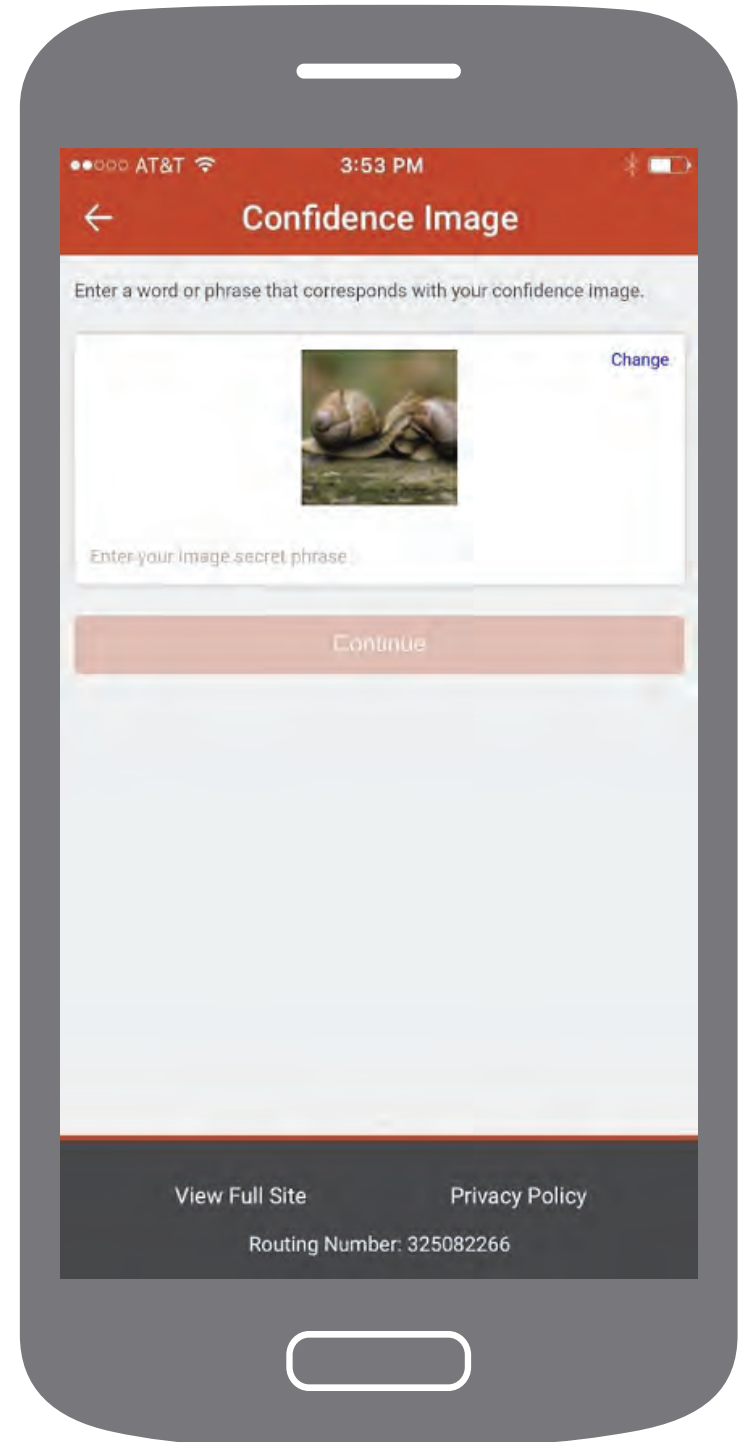 AT&T 3:53 PM
Confidence Image
Enter a word or phrase that corresponds with your confidence image.
Change
Enter your image secret phrase
Continue
View Full Site Privacy Policy
Routing Number: 325082266